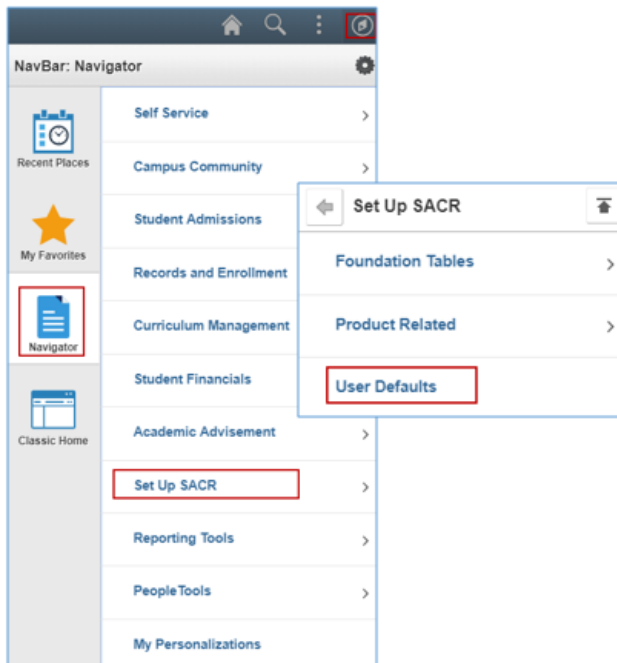 NavBar: Navigator
Recent Places
My Favorites
Navigator
Classic Home
Self Service
Campus Community
Student Admissions
Records and Enrollment
Curriculum Management
Student Financials
Academic Advisement
Set Up SACR
Reporting Tools
PeopleTools
My Personalizations
Set Up SACR
Foundation Tables
Product Related
User Defaults